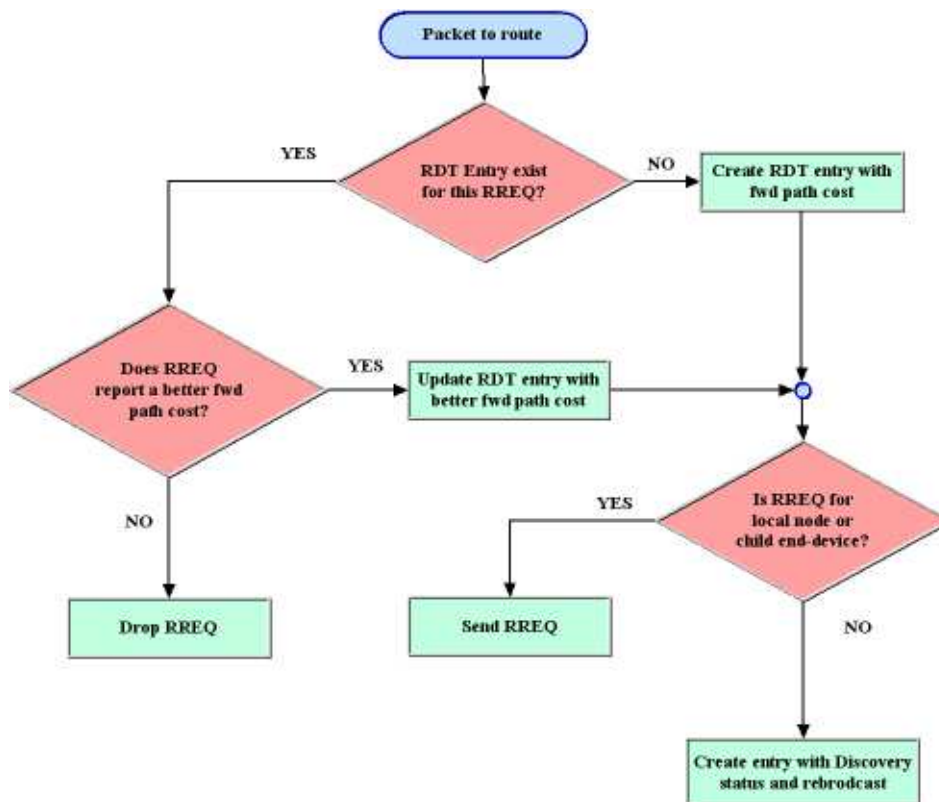 Packet to route
YES
RDT Entry exist
for this RREQ?
NO
Create RDT entry with
fwd path cost
Does RREQ
report a better fwd
path cost?
YES
Update RDT entry with
better fwd path cost
NO
YES
Is RREQ for
local node or
child end-device?
Drop RREQ
Send RREQ
NO
Create entry with Discovery
status and rebrodcast